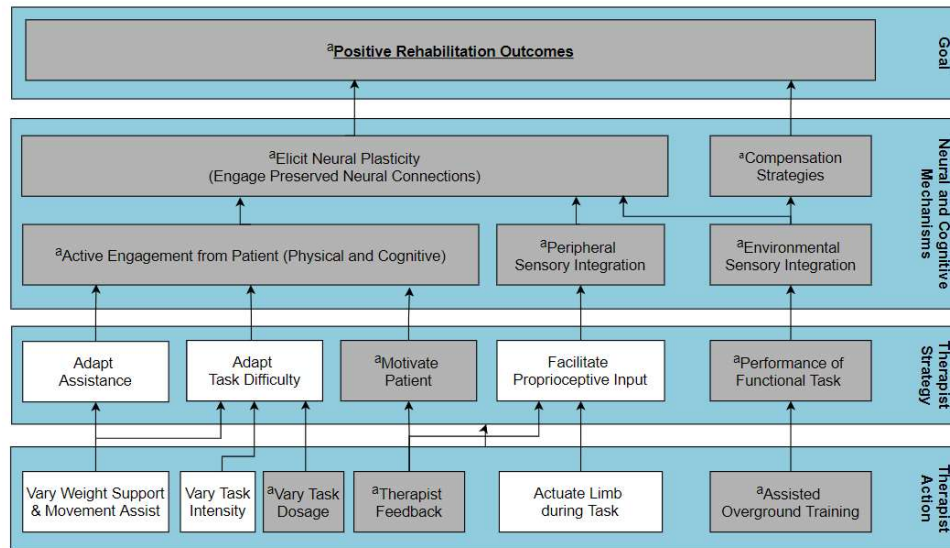 aPositive Rehabilitation Outcomes
Goal
aElicit Neural Plasticity
(Engage Preserved Neural Connections)
aCompensation
Strategies
aActive Engagement from Patient (Physical and Cognitive)
aPeripheral
Sensory Integration
aEnvironmental
Sensory Integration
Neural and Cognitive
Mechanisms
Adapt
Assistance
Adapt
Task Difficulty
aMotivate
Patient
Facilitate
Proprioceptive Input
aPerformance of
Functional Task
Therapist
Strategy
Vary Weight Support
& Movement Assist
Vary Task
Intensity
aVary Task
Dosage
aTherapist
Feedback
Actuate Limb
during Task
aAssisted
Overground Training
Therapist
Action